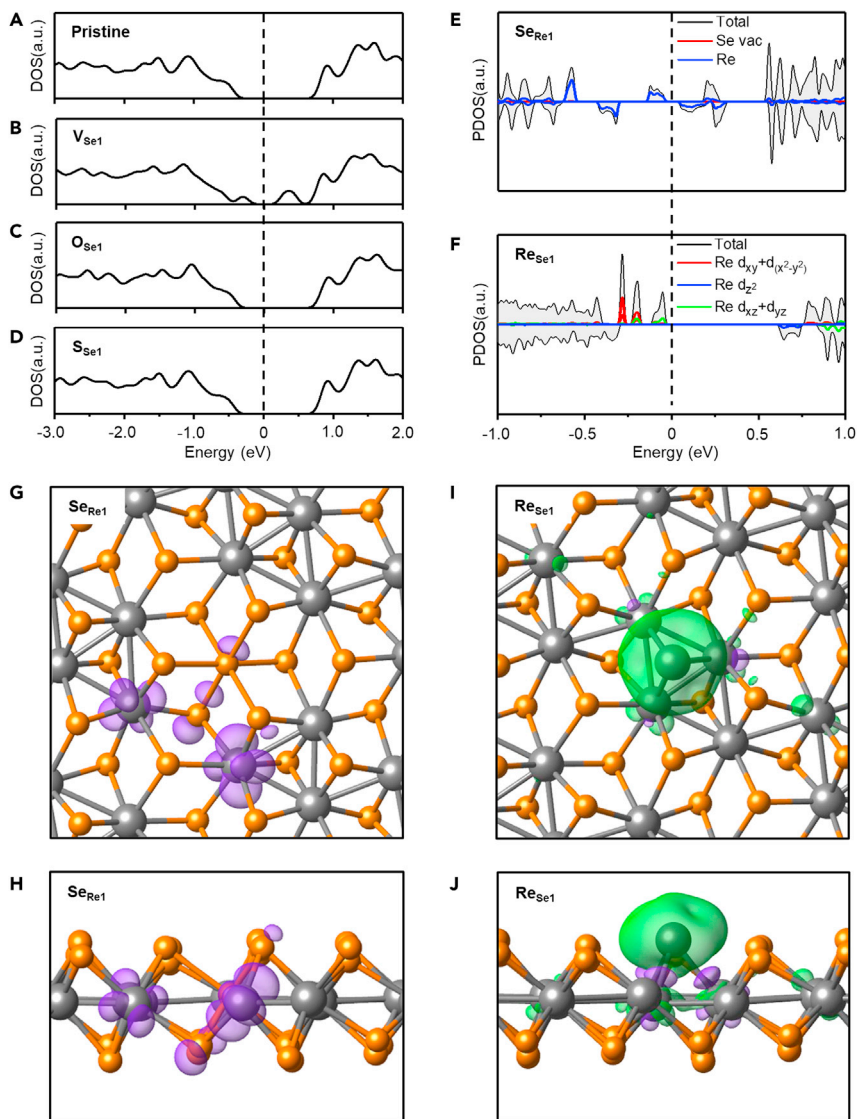 A
Pristine
DOS(a.u.)
B
V_Se1
DOS(a.u.)
C
O_Se1
DOS(a.u.)
D
S_Se1
DOS(a.u.)
-3.0 -2.0 -1.0 0 1.0 2.0
Energy (eV)
E
Se_Re1
Total
Se vac
Re
PDOS(a.u.)
F
Re_Se1
Total
Re d_xy+d_(x²-y²)
Re d_z²
Re d_xz+d_yz
PDOS(a.u.)
-1.0 -0.5 0 0.5 1.0
Energy (eV)
G
Se_Re1
I
Re_Se1
H
Se_Re1
J
Re_Se1